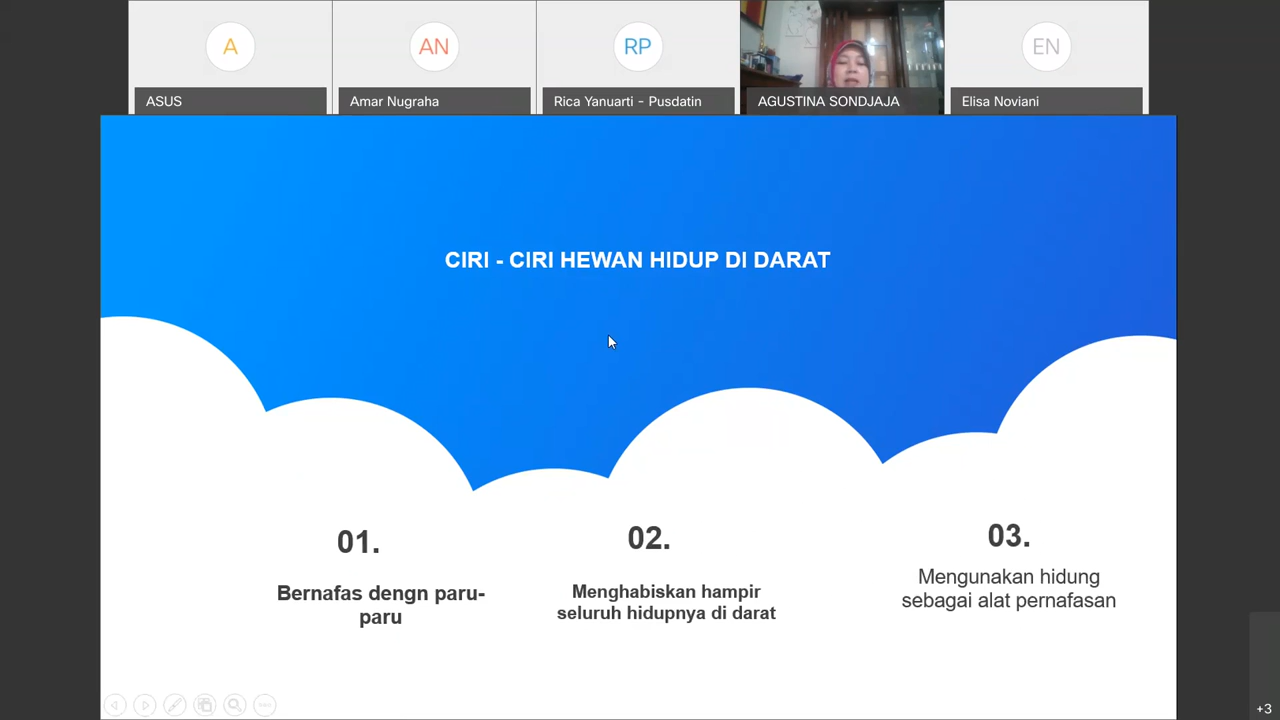 A
AN
RP
EN
ASUS
Amar Nugraha
Rica Yanuarti - Pusdatin
AGUSTINA SONDJAJA
Elisa Noviani
CIRI - CIRI HEWAN HIDUP DI DARAT
01.
Bernafas dengn paru-
paru
02.
Menghabiskan hampir
seluruh hidupnya di darat
03.
Mengunakan hidung
sebagai alat pernafasan
+3